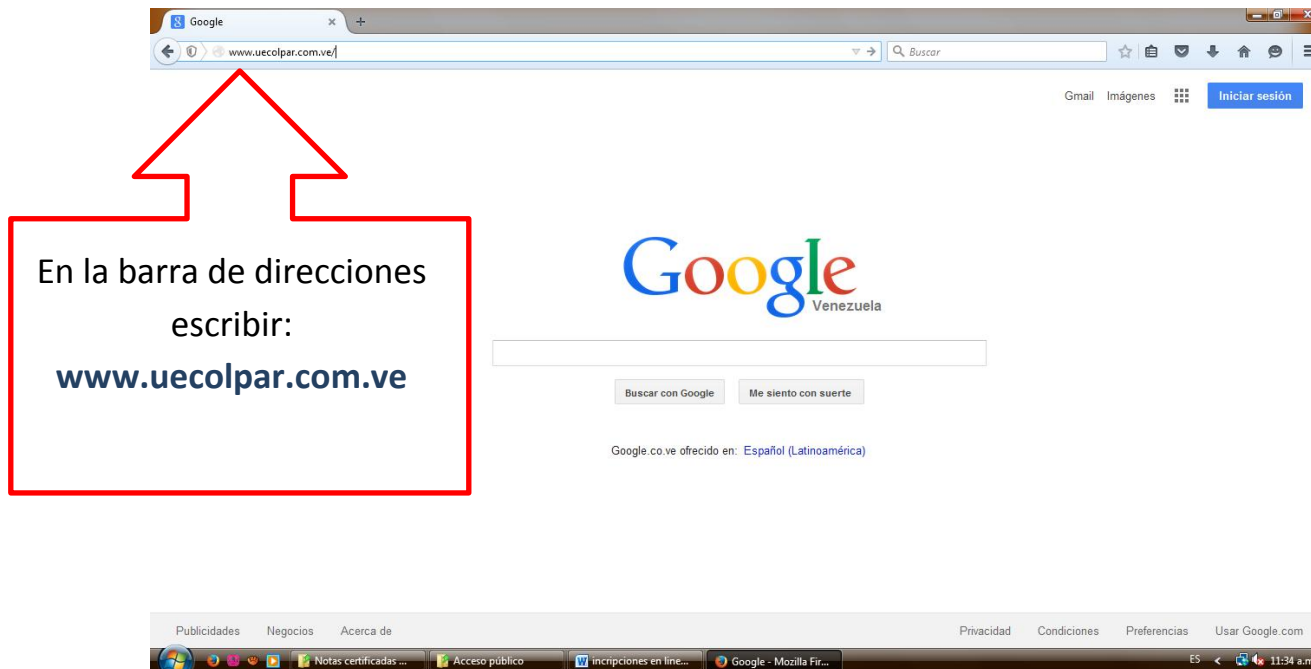 Google
www.uecolpar.com.ve/
Buscar
Gmail Imágenes Iniciar sesión
En la barra de direcciones
escribir:
www.uecolpar.com.ve
Google
Venezuela
Buscar con Google Me siento con suerte
Google.co.ve ofrecido en: Español (Latinoamérica)
Publicidades Negocios Acerca de Privacidad Condiciones Preferencias Usar Google.com
Notas certificadas ... Acceso público incripciones en line... Google - Mozilla Fir... ES 11:34 a.m